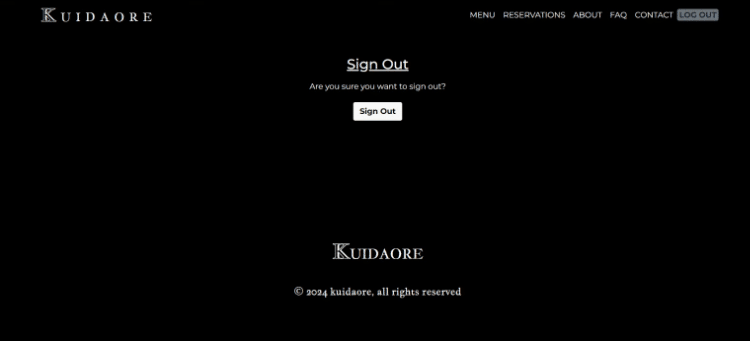 KUIDAORE
MENU RESERVATIONS ABOUT FAQ CONTACT LOG OUT
Sign Out
Are you sure you want to sign out?
Sign Out
KUIDAORE
© 2024 kuidaore, all rights reserved